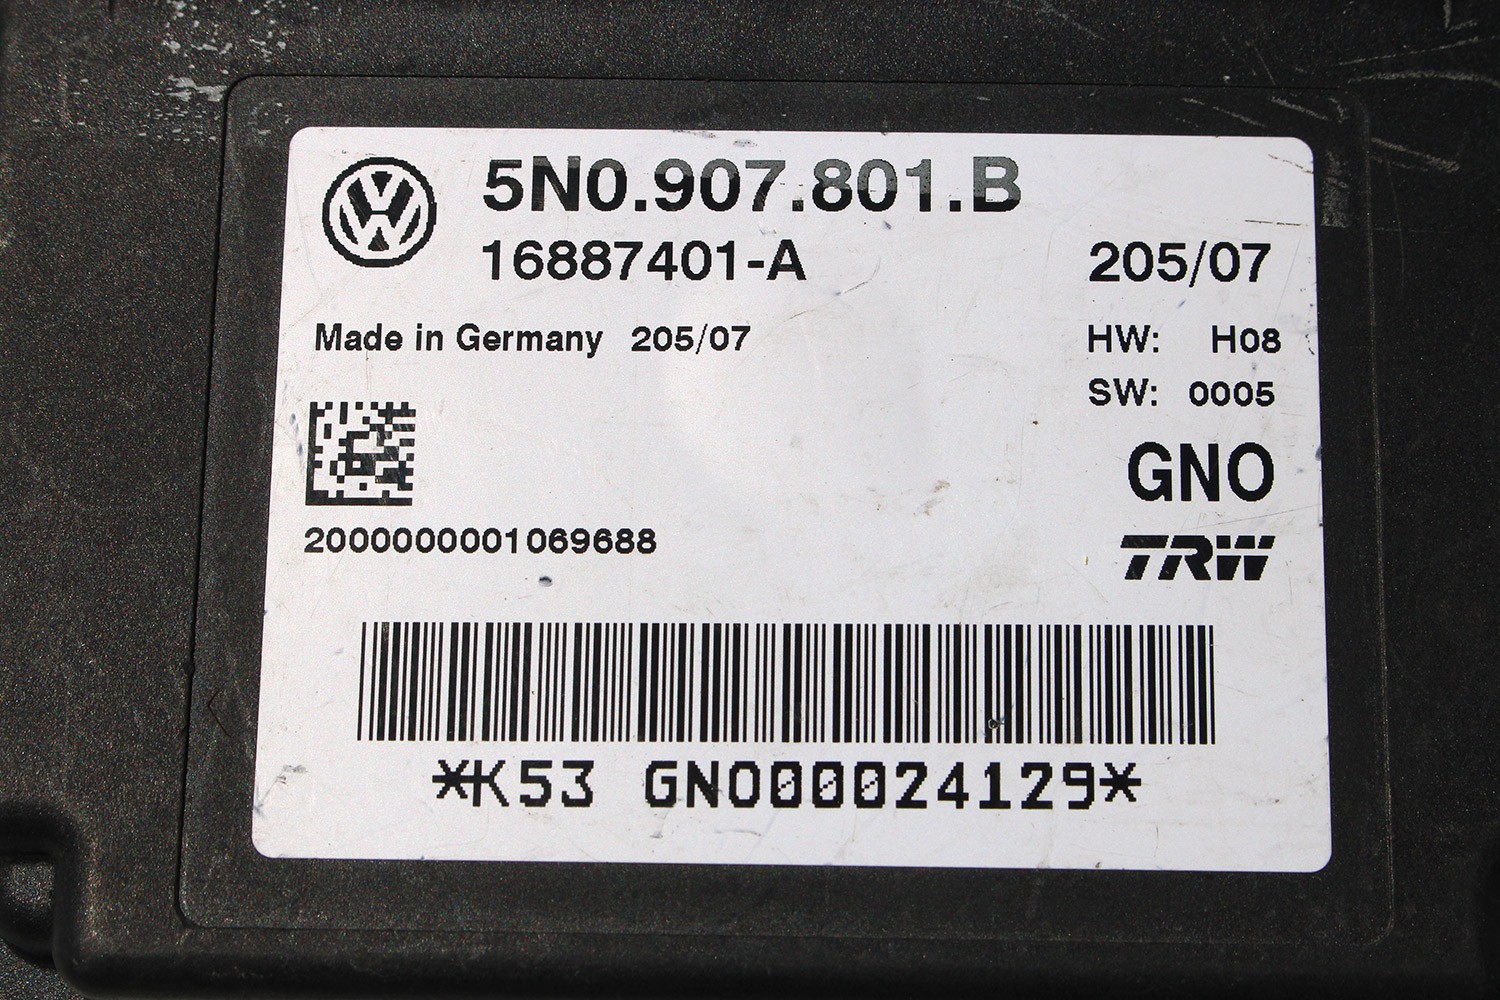 5N0.907.801.B
16887401-A 205/07
Made in Germany 205/07 HW: H08
SW: 0005
GNO
2000000001069688
TRW
*K53 GNO00024129*